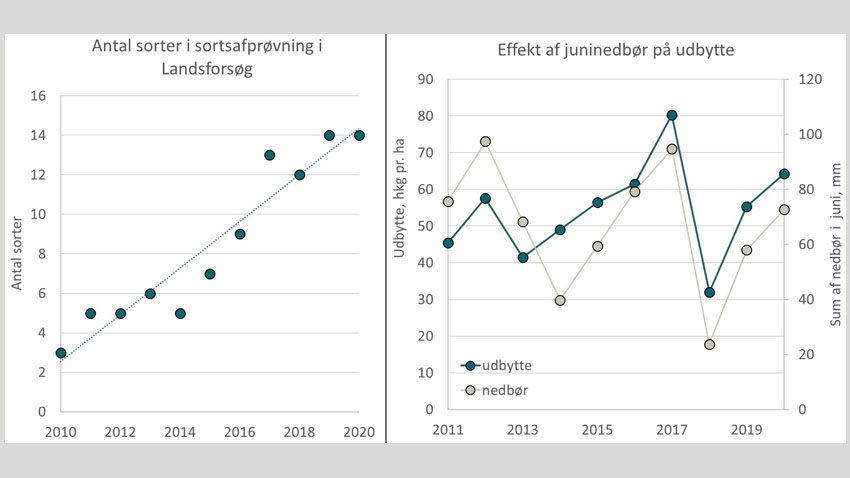 Antal sorter i sortsafprøvning i
Landsforsøg
16
14
12
10
8
6
4
2
0
Antal sorter
2010 2012 2014 2016 2018 2020
Effekt af juninedbør på udbytte
90
80
70
60
50
40
30
20
10
0
Udbytte, hkg pr. ha
120
100
80
60
40
20
0
Sum af nedbør i juni, mm
udbytte
nedbør
2011 2013 2015 2017 2019